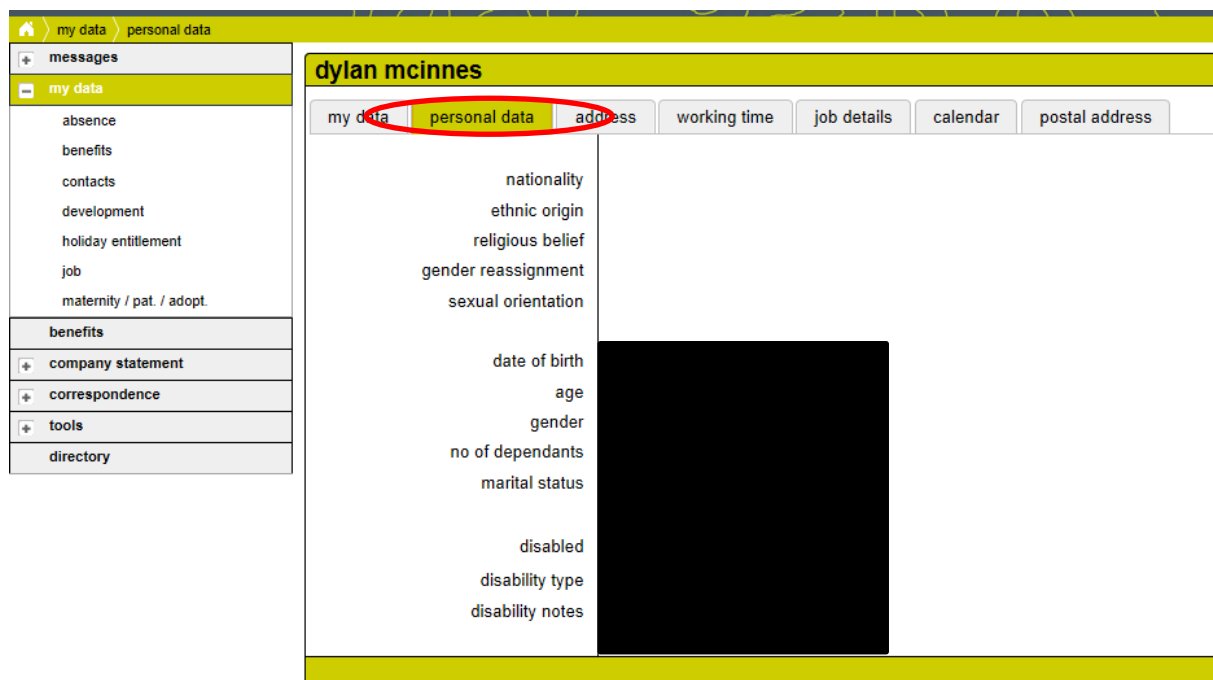 my data personal data
messages
my data
absence
benefits
contacts
development
holiday entitlement
job
maternity / pat. / adopt.
benefits
company statement
correspondence
tools
directory
dylan mcinnes
my data personal data address working time job details calendar postal address
nationality
ethnic origin
religious belief
gender reassignment
sexual orientation
date of birth
age
gender
no of dependants
marital status
disabled
disability type
disability notes